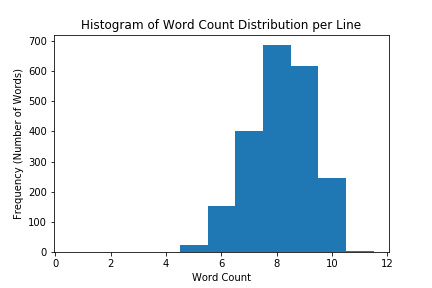 Histogram of Word Count Distribution per Line
Frequency (Number of Words)
700
600
500
400
300
200
100
0
0 2 4 6 8 10 12
Word Count